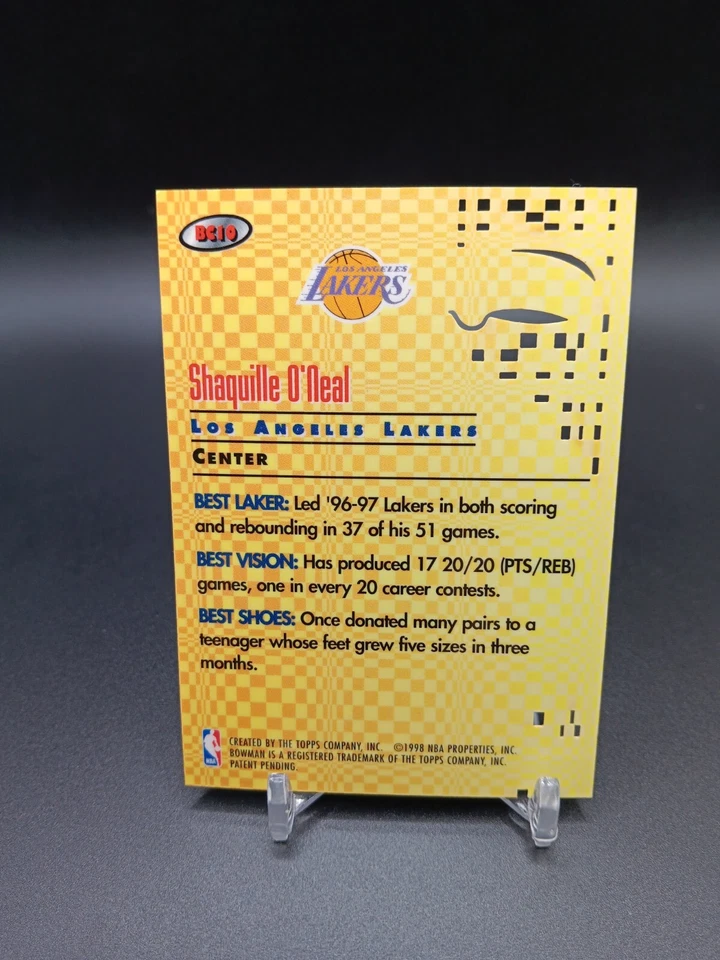 BC10
LOS ANGELES
LAKERS
Shaquille O'Neal
LOS ANGELES LAKERS
CENTER
BEST LAKER: Led '96-97 Lakers in both scoring
and rebounding in 37 of his 51 games.
BEST VISION: Has produced 17 20/20 (PTS/REB)
games, one in every 20 career contests.
BEST SHOES: Once donated many pairs to a
teenager whose feet grew five sizes in three
months.
NBA
CREATED BY THE TOPPS COMPANY, INC. ©1998 NBA PROPERTIES, INC.
BOWMAN IS A REGISTERED TRADEMARK OF THE TOPPS COMPANY, INC.
PATENT PENDING.